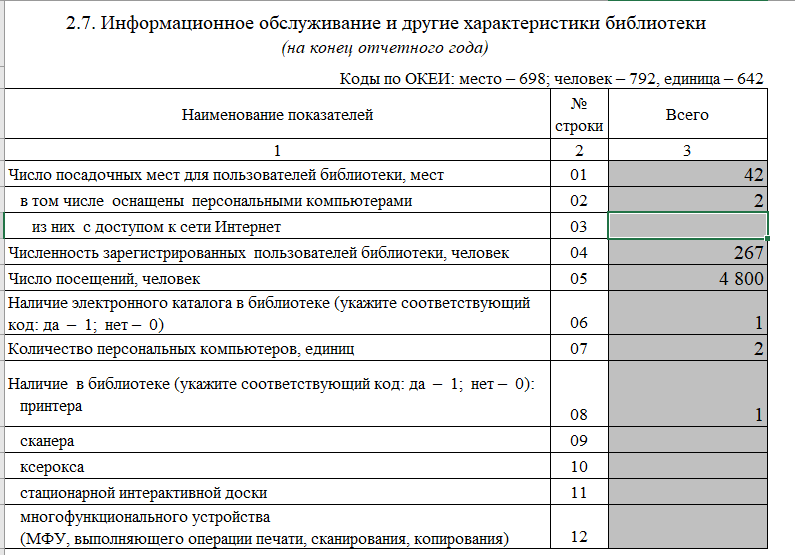 2.7. Информационное обслуживание и другие характеристики библиотеки
(на конец отчетного года)
Коды по ОКЕИ: место – 698; человек – 792, единица – 642
Наименование показателей
№
строки
Всего
1 2 3
Число посадочных мест для пользователей библиотеки, мест 01 42
в том числе оснащены персональными компьютерами 02 2
из них с доступом к сети Интернет 03
Численность зарегистрированных пользователей библиотеки, человек 04 267
Число посещений, человек 05 4 800
Наличие электронного каталога в библиотеке (укажите соответствующий
код: да – 1; нет – 0) 06 1
Количество персональных компьютеров, единиц 07 2
Наличие в библиотеке (укажите соответствующий код: да – 1; нет – 0):
принтера 08 1
сканера 09
ксерокса 10
стационарной интерактивной доски 11
многофункционального устройства
(МФУ, выполняющего операции печати, сканирования, копирования) 12